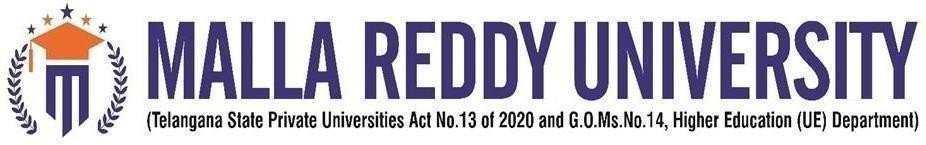 MALLA REDDY UNIVERSITY
(Telangana State Private Universities Act No.13 of 2020 and G.O.Ms.No.14, Higher Education (UE) Department)